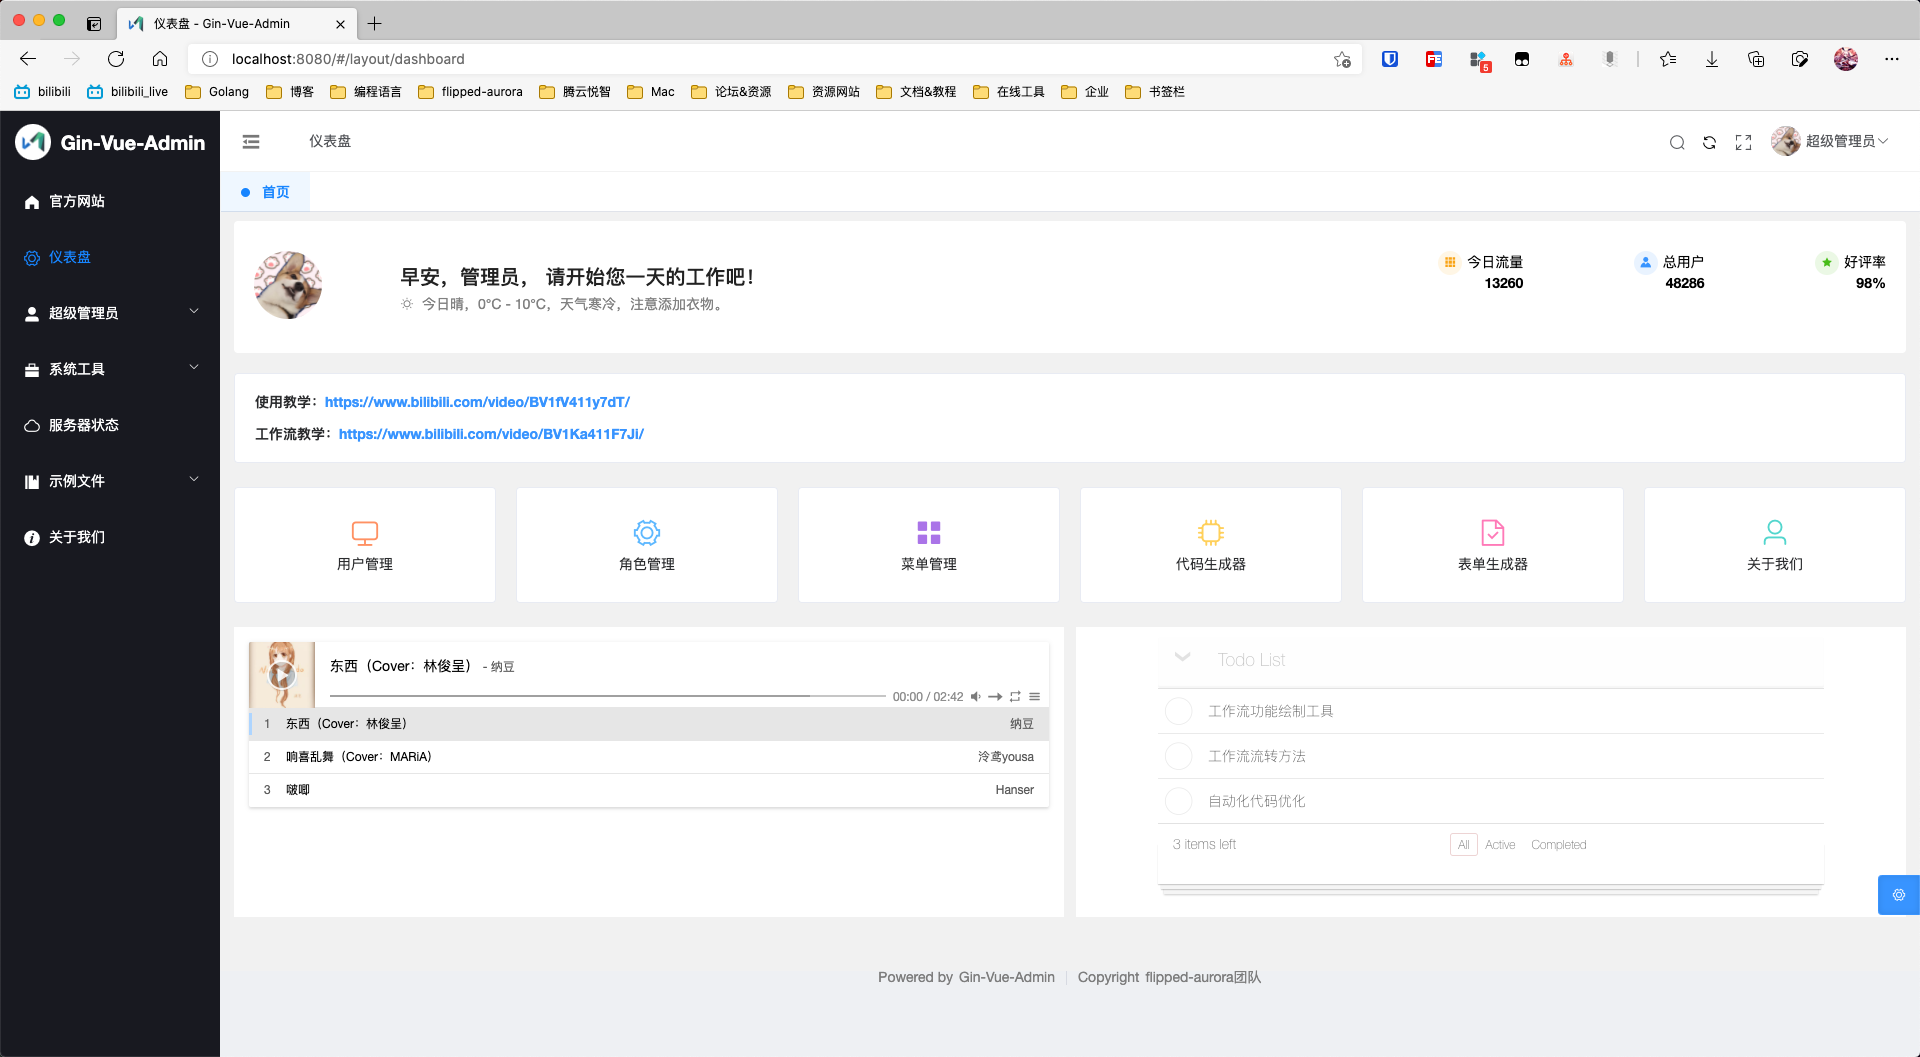 仪表盘 - Gin-Vue-Admin
localhost:8080/#/layout/dashboard
5
bilibili bilibili_live Golang 博客 编程语言 flipped-aurora 腾云悦智 Mac 论坛&资源 资源网站 文档&教程 在线工具 企业 书签栏
Gin-Vue-Admin
仪表盘
超级管理员
官方网站
首页
仪表盘
超级管理员
系统工具
服务器状态
示例文件
关于我们
早安，管理员， 请开始您一天的工作吧！
今日晴，0°C - 10°C，天气寒冷，注意添加衣物。
今日流量
13260
总用户
48286
好评率
98%
使用教学：https://www.bilibili.com/video/BV1fV411y7dT/
工作流教学：https://www.bilibili.com/video/BV1Ka411F7Ji/
用户管理
角色管理
菜单管理
代码生成器
表单生成器
关于我们
东西（Cover：林俊呈） - 纳豆
00:00 / 02:42
1 东西（Cover：林俊呈） 纳豆
2 响喜乱舞（Cover：MARiA） 泠鸢yousa
3 啵唧 Hanser
Todo List
工作流功能绘制工具
工作流流转方法
自动化代码优化
3 items left All Active Completed
Powered by Gin-Vue-Admin Copyright flipped-aurora团队